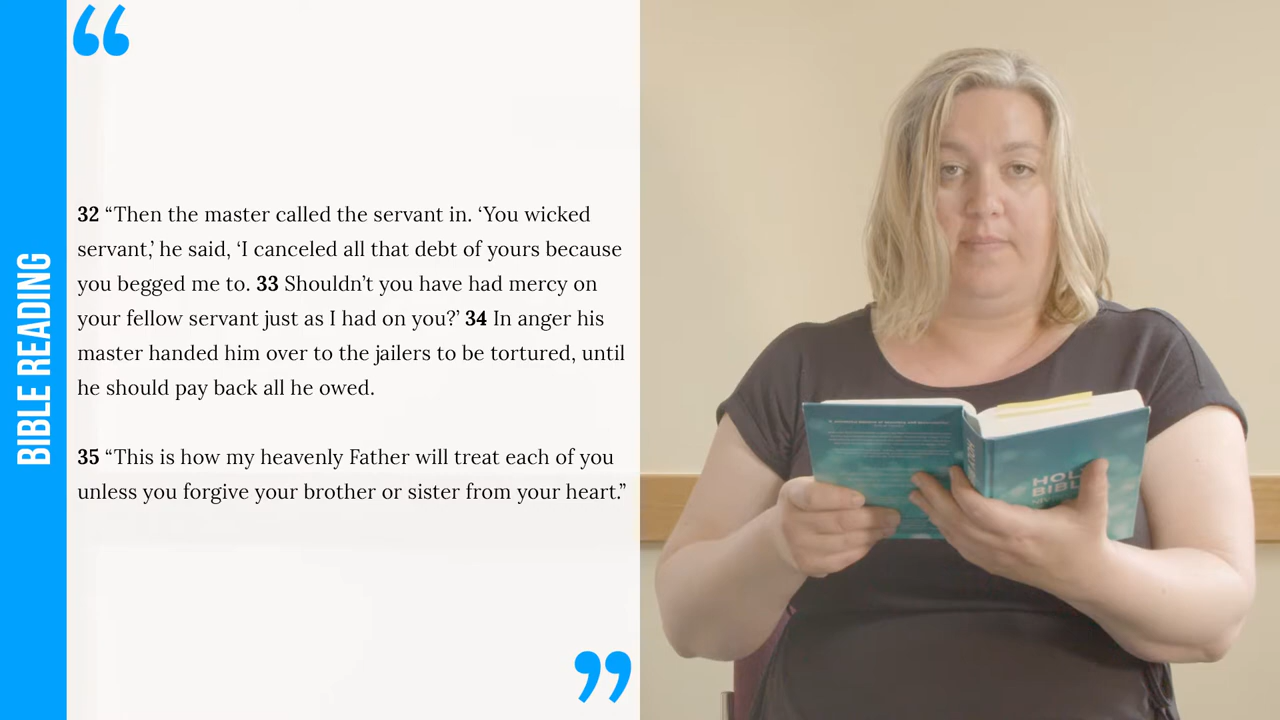 BIBLE READING
“
32 “Then the master called the servant in. ‘You wicked
servant,’ he said, ‘I canceled all that debt of yours because
you begged me to. 33 Shouldn’t you have had mercy on
your fellow servant just as I had on you?’ 34 In anger his
master handed him over to the jailers to be tortured, until
he should pay back all he owed.
35 “This is how my heavenly Father will treat each of you
unless you forgive your brother or sister from your heart.”
”
HOLY
BIBLE